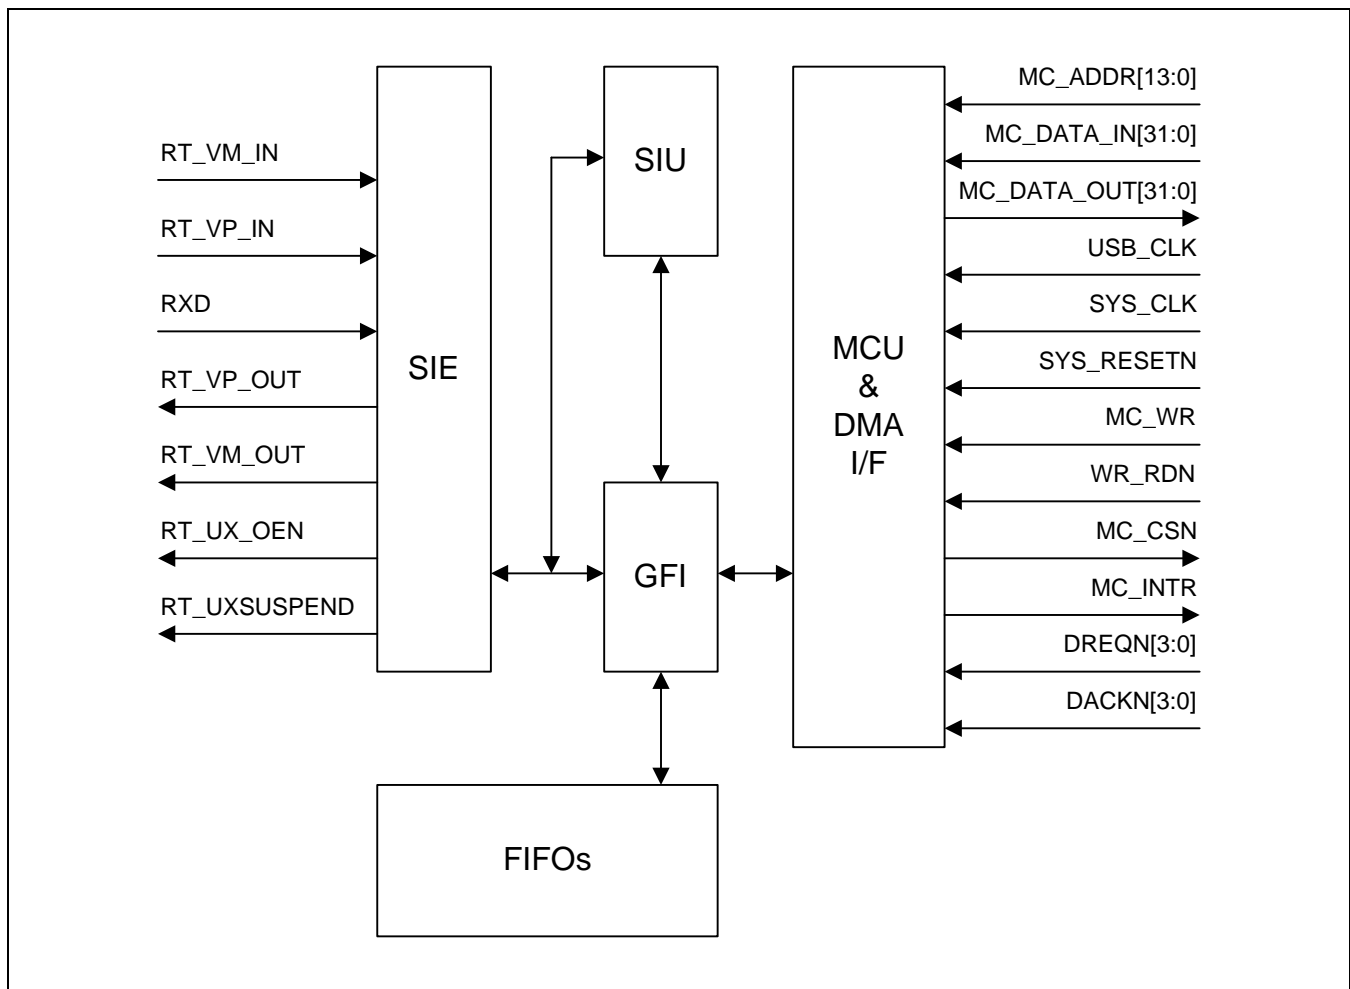 RT_VM_IN
RT_VP_IN
RXD
RT_VP_OUT
RT_VM_OUT
RT_UX_OEN
RT_UXSUSPEND
SIE
SIU
GFI
FIFOs
MCU
&
DMA
I/F
MC_ADDR[13:0]
MC_DATA_IN[31:0]
MC_DATA_OUT[31:0]
USB_CLK
SYS_CLK
SYS_RESETN
MC_WR
WR_RDN
MC_CSN
MC_INTR
DREQN[3:0]
DACKN[3:0]